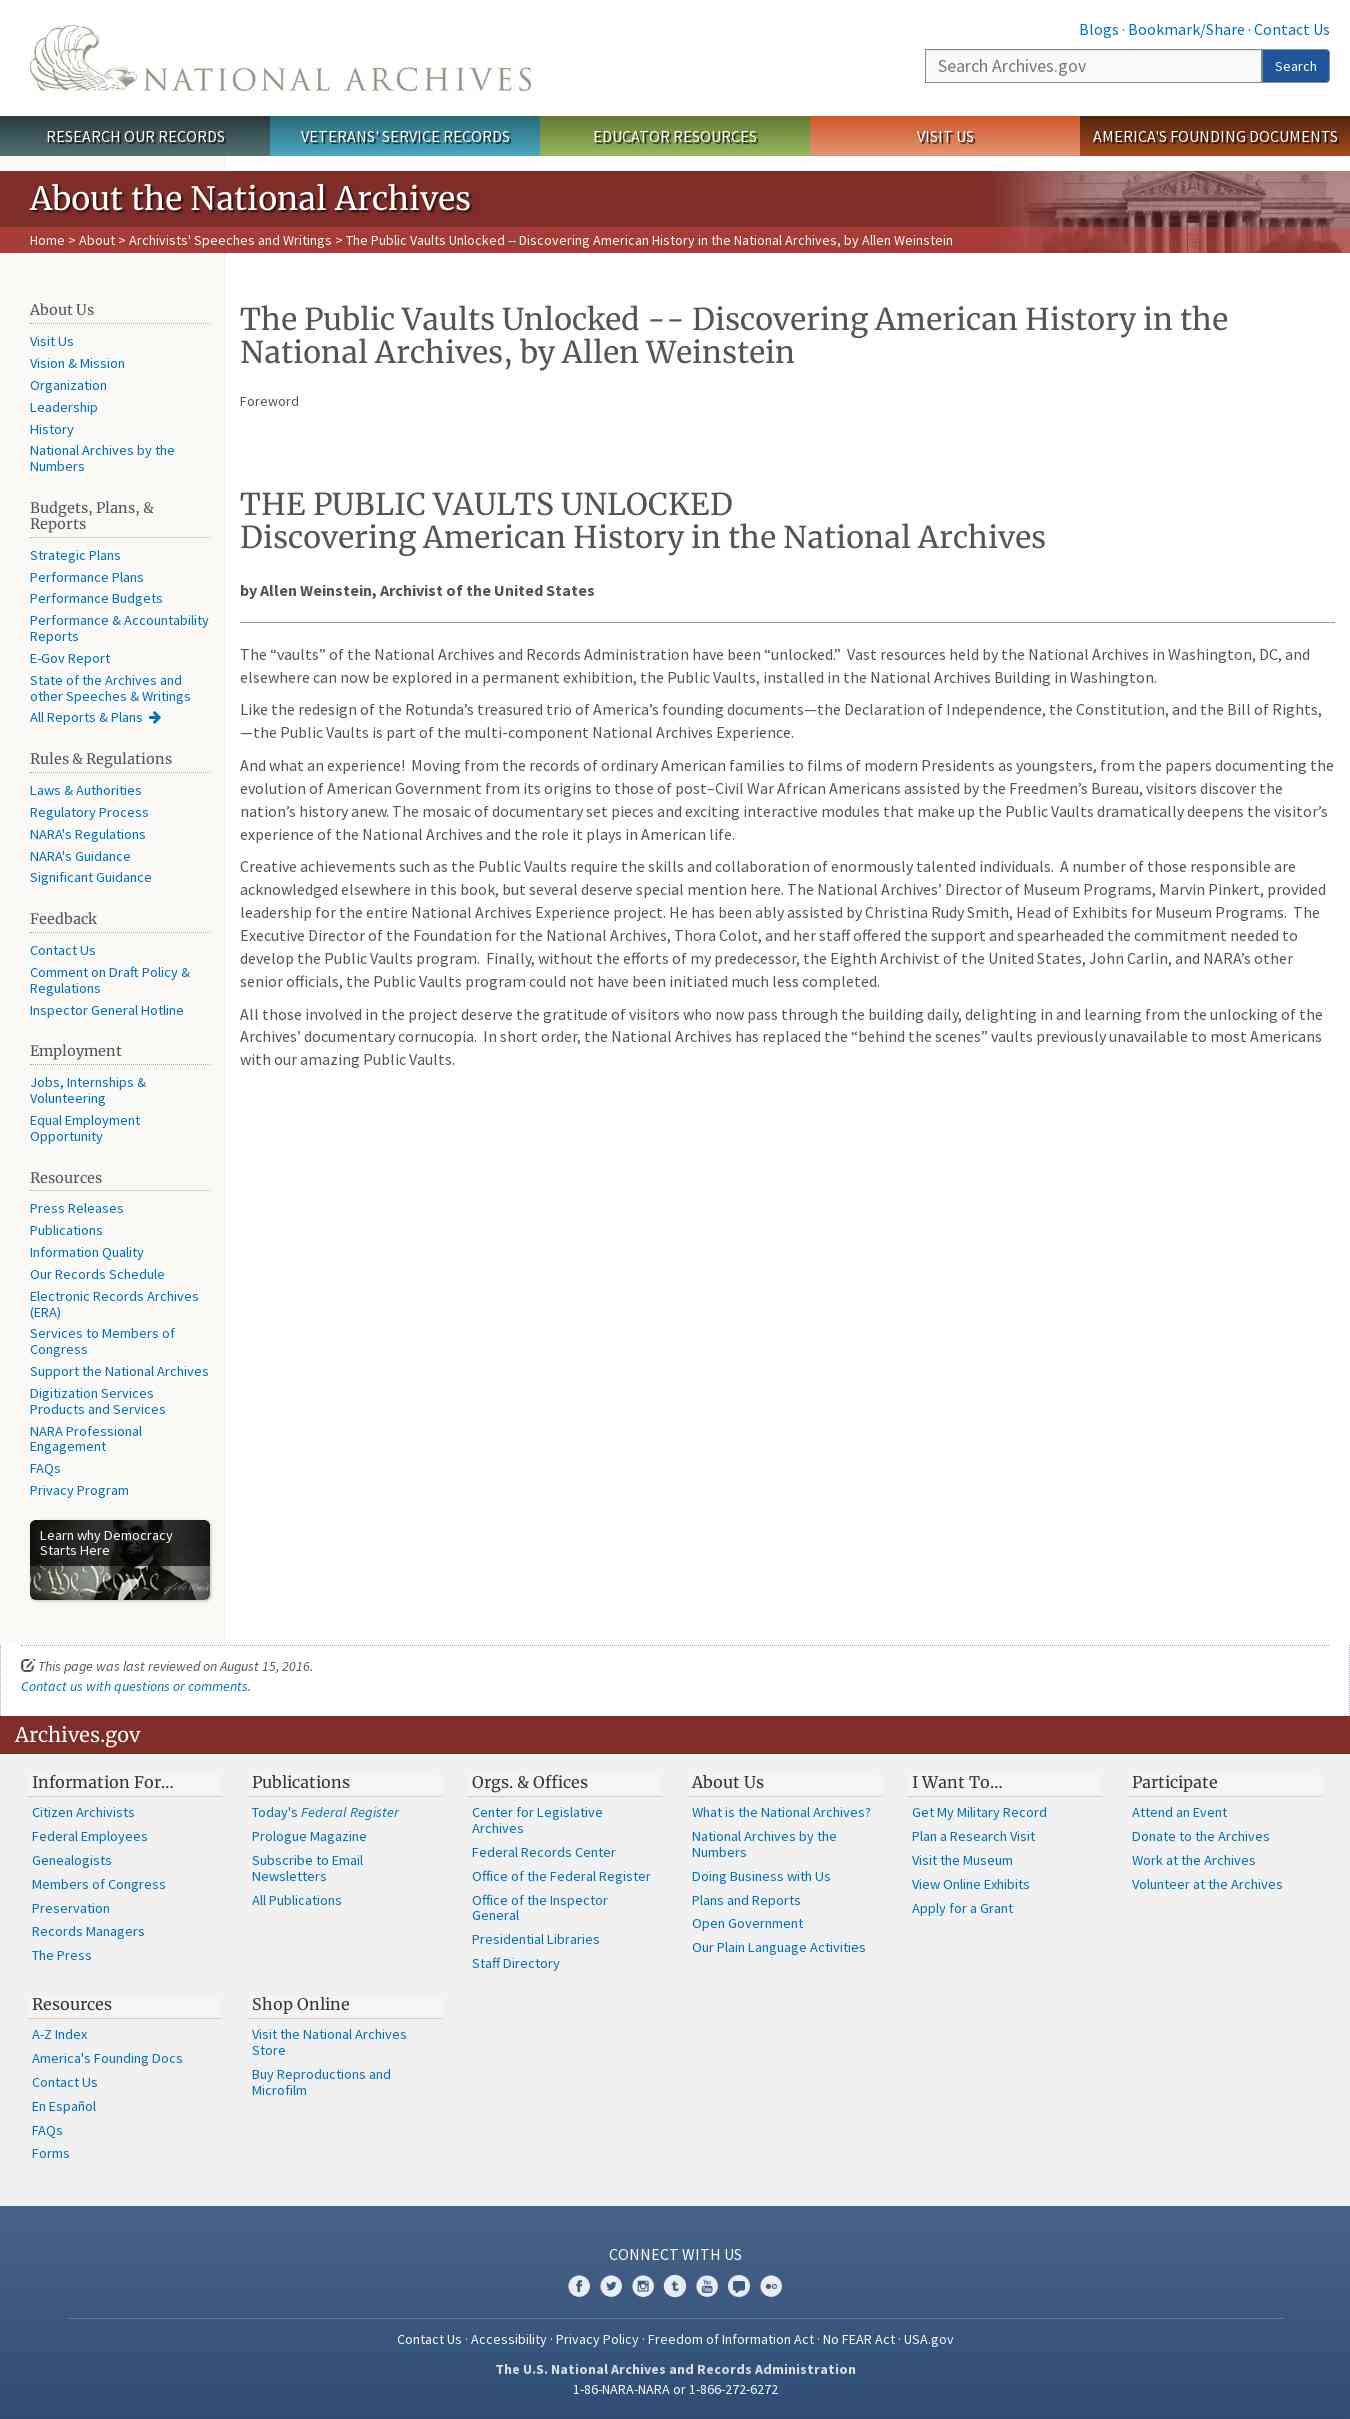 Blogs · Bookmark/Share · Contact Us
NATIONAL ARCHIVES
Search Archives.gov
Search
RESEARCH OUR RECORDS
VETERANS' SERVICE RECORDS
EDUCATOR RESOURCES
VISIT US
AMERICA'S FOUNDING DOCUMENTS
About the National Archives
Home > About > Archivists' Speeches and Writings > The Public Vaults Unlocked -- Discovering American History in the National Archives, by Allen Weinstein
About Us
Visit Us
Vision & Mission
Organization
Leadership
History
National Archives by the
Numbers
Budgets, Plans, &
Reports
Strategic Plans
Performance Plans
Performance Budgets
Performance & Accountability
Reports
E-Gov Report
State of the Archives and
other Speeches & Writings
All Reports & Plans
Rules & Regulations
Laws & Authorities
Regulatory Process
NARA's Regulations
NARA's Guidance
Significant Guidance
Feedback
Contact Us
Comment on Draft Policy &
Regulations
Inspector General Hotline
Employment
Jobs, Internships &
Volunteering
Equal Employment
Opportunity
Resources
Press Releases
Publications
Information Quality
Our Records Schedule
Electronic Records Archives
(ERA)
Services to Members of
Congress
Support the National Archives
Digitization Services
Products and Services
NARA Professional
Engagement
FAQs
Privacy Program
Learn why Democracy
Starts Here
e the People of the Unit
The Public Vaults Unlocked -- Discovering American History in the
National Archives, by Allen Weinstein
Foreword
THE PUBLIC VAULTS UNLOCKED
Discovering American History in the National Archives
by Allen Weinstein, Archivist of the United States
The “vaults” of the National Archives and Records Administration have been “unlocked.”  Vast resources held by the National Archives in Washington, DC, and
elsewhere can now be explored in a permanent exhibition, the Public Vaults, installed in the National Archives Building in Washington.
Like the redesign of the Rotunda’s treasured trio of America’s founding documents—the Declaration of Independence, the Constitution, and the Bill of Rights,
—the Public Vaults is part of the multi-component National Archives Experience.
And what an experience!  Moving from the records of ordinary American families to films of modern Presidents as youngsters, from the papers documenting the
evolution of American Government from its origins to those of post–Civil War African Americans assisted by the Freedmen’s Bureau, visitors discover the
nation’s history anew. The mosaic of documentary set pieces and exciting interactive modules that make up the Public Vaults dramatically deepens the visitor’s
experience of the National Archives and the role it plays in American life.
Creative achievements such as the Public Vaults require the skills and collaboration of enormously talented individuals.  A number of those responsible are
acknowledged elsewhere in this book, but several deserve special mention here. The National Archives’ Director of Museum Programs, Marvin Pinkert, provided
leadership for the entire National Archives Experience project. He has been ably assisted by Christina Rudy Smith, Head of Exhibits for Museum Programs.  The
Executive Director of the Foundation for the National Archives, Thora Colot, and her staff offered the support and spearheaded the commitment needed to
develop the Public Vaults program.  Finally, without the efforts of my predecessor, the Eighth Archivist of the United States, John Carlin, and NARA’s other
senior officials, the Public Vaults program could not have been initiated much less completed.
All those involved in the project deserve the gratitude of visitors who now pass through the building daily, delighting in and learning from the unlocking of the
Archives’ documentary cornucopia.  In short order, the National Archives has replaced the “behind the scenes” vaults previously unavailable to most Americans
with our amazing Public Vaults.
This page was last reviewed on August 15, 2016.
Contact us with questions or comments.
Archives.gov
Information For…
Citizen Archivists
Federal Employees
Genealogists
Members of Congress
Preservation
Records Managers
The Press
Publications
Today's Federal Register
Prologue Magazine
Subscribe to Email
Newsletters
All Publications
Orgs. & Offices
Center for Legislative
Archives
Federal Records Center
Office of the Federal Register
Office of the Inspector
General
Presidential Libraries
Staff Directory
About Us
What is the National Archives?
National Archives by the
Numbers
Doing Business with Us
Plans and Reports
Open Government
Our Plain Language Activities
I Want To…
Get My Military Record
Plan a Research Visit
Visit the Museum
View Online Exhibits
Apply for a Grant
Participate
Attend an Event
Donate to the Archives
Work at the Archives
Volunteer at the Archives
Resources
A-Z Index
America's Founding Docs
Contact Us
En Español
FAQs
Forms
Shop Online
Visit the National Archives
Store
Buy Reproductions and
Microfilm
CONNECT WITH US
Contact Us · Accessibility · Privacy Policy · Freedom of Information Act · No FEAR Act · USA.gov
The U.S. National Archives and Records Administration
1-86-NARA-NARA or 1-866-272-6272